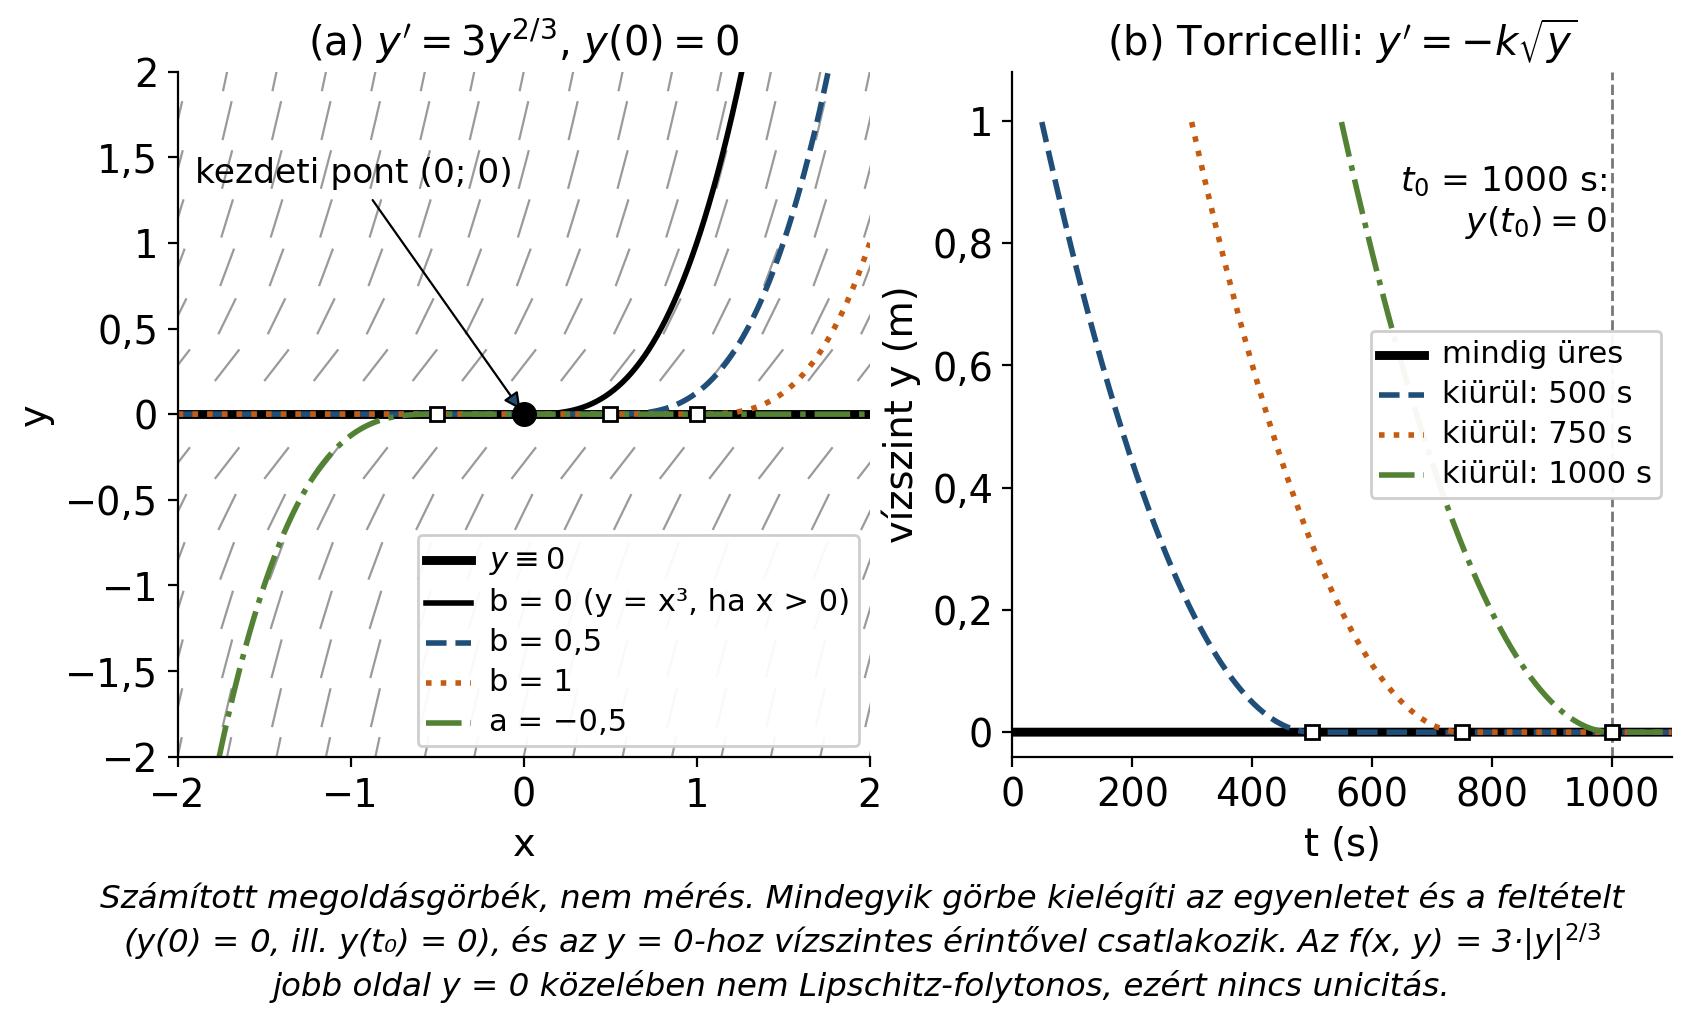 (a) y′ = 3y^{2/3}, y(0) = 0
2
1,5
1
0,5
0
−0,5
−1
−1,5
−2
y
kezdeti pont (0; 0)
y ≡ 0
b = 0 (y = x³, ha x > 0)
b = 0,5
b = 1
a = −0,5
−2
−1
0
1
2
x
(b) Torricelli: y′ = −k√y
1
0,8
0,6
0,4
0,2
0
vízszint y (m)
t₀ = 1000 s:
y(t₀) = 0
mindig üres
kiürül: 500 s
kiürül: 750 s
kiürül: 1000 s
0
200
400
600
800
1000
t (s)
Számított megoldásgörbék, nem mérés. Mindegyik görbe kielégíti az egyenletet és a feltételt
(y(0) = 0, ill. y(t₀) = 0), és az y = 0-hoz vízszintes érintővel csatlakozik. Az f(x, y) = 3·|y|^{2/3}
jobb oldal y = 0 közelében nem Lipschitz-folytonos, ezért nincs unicitás.